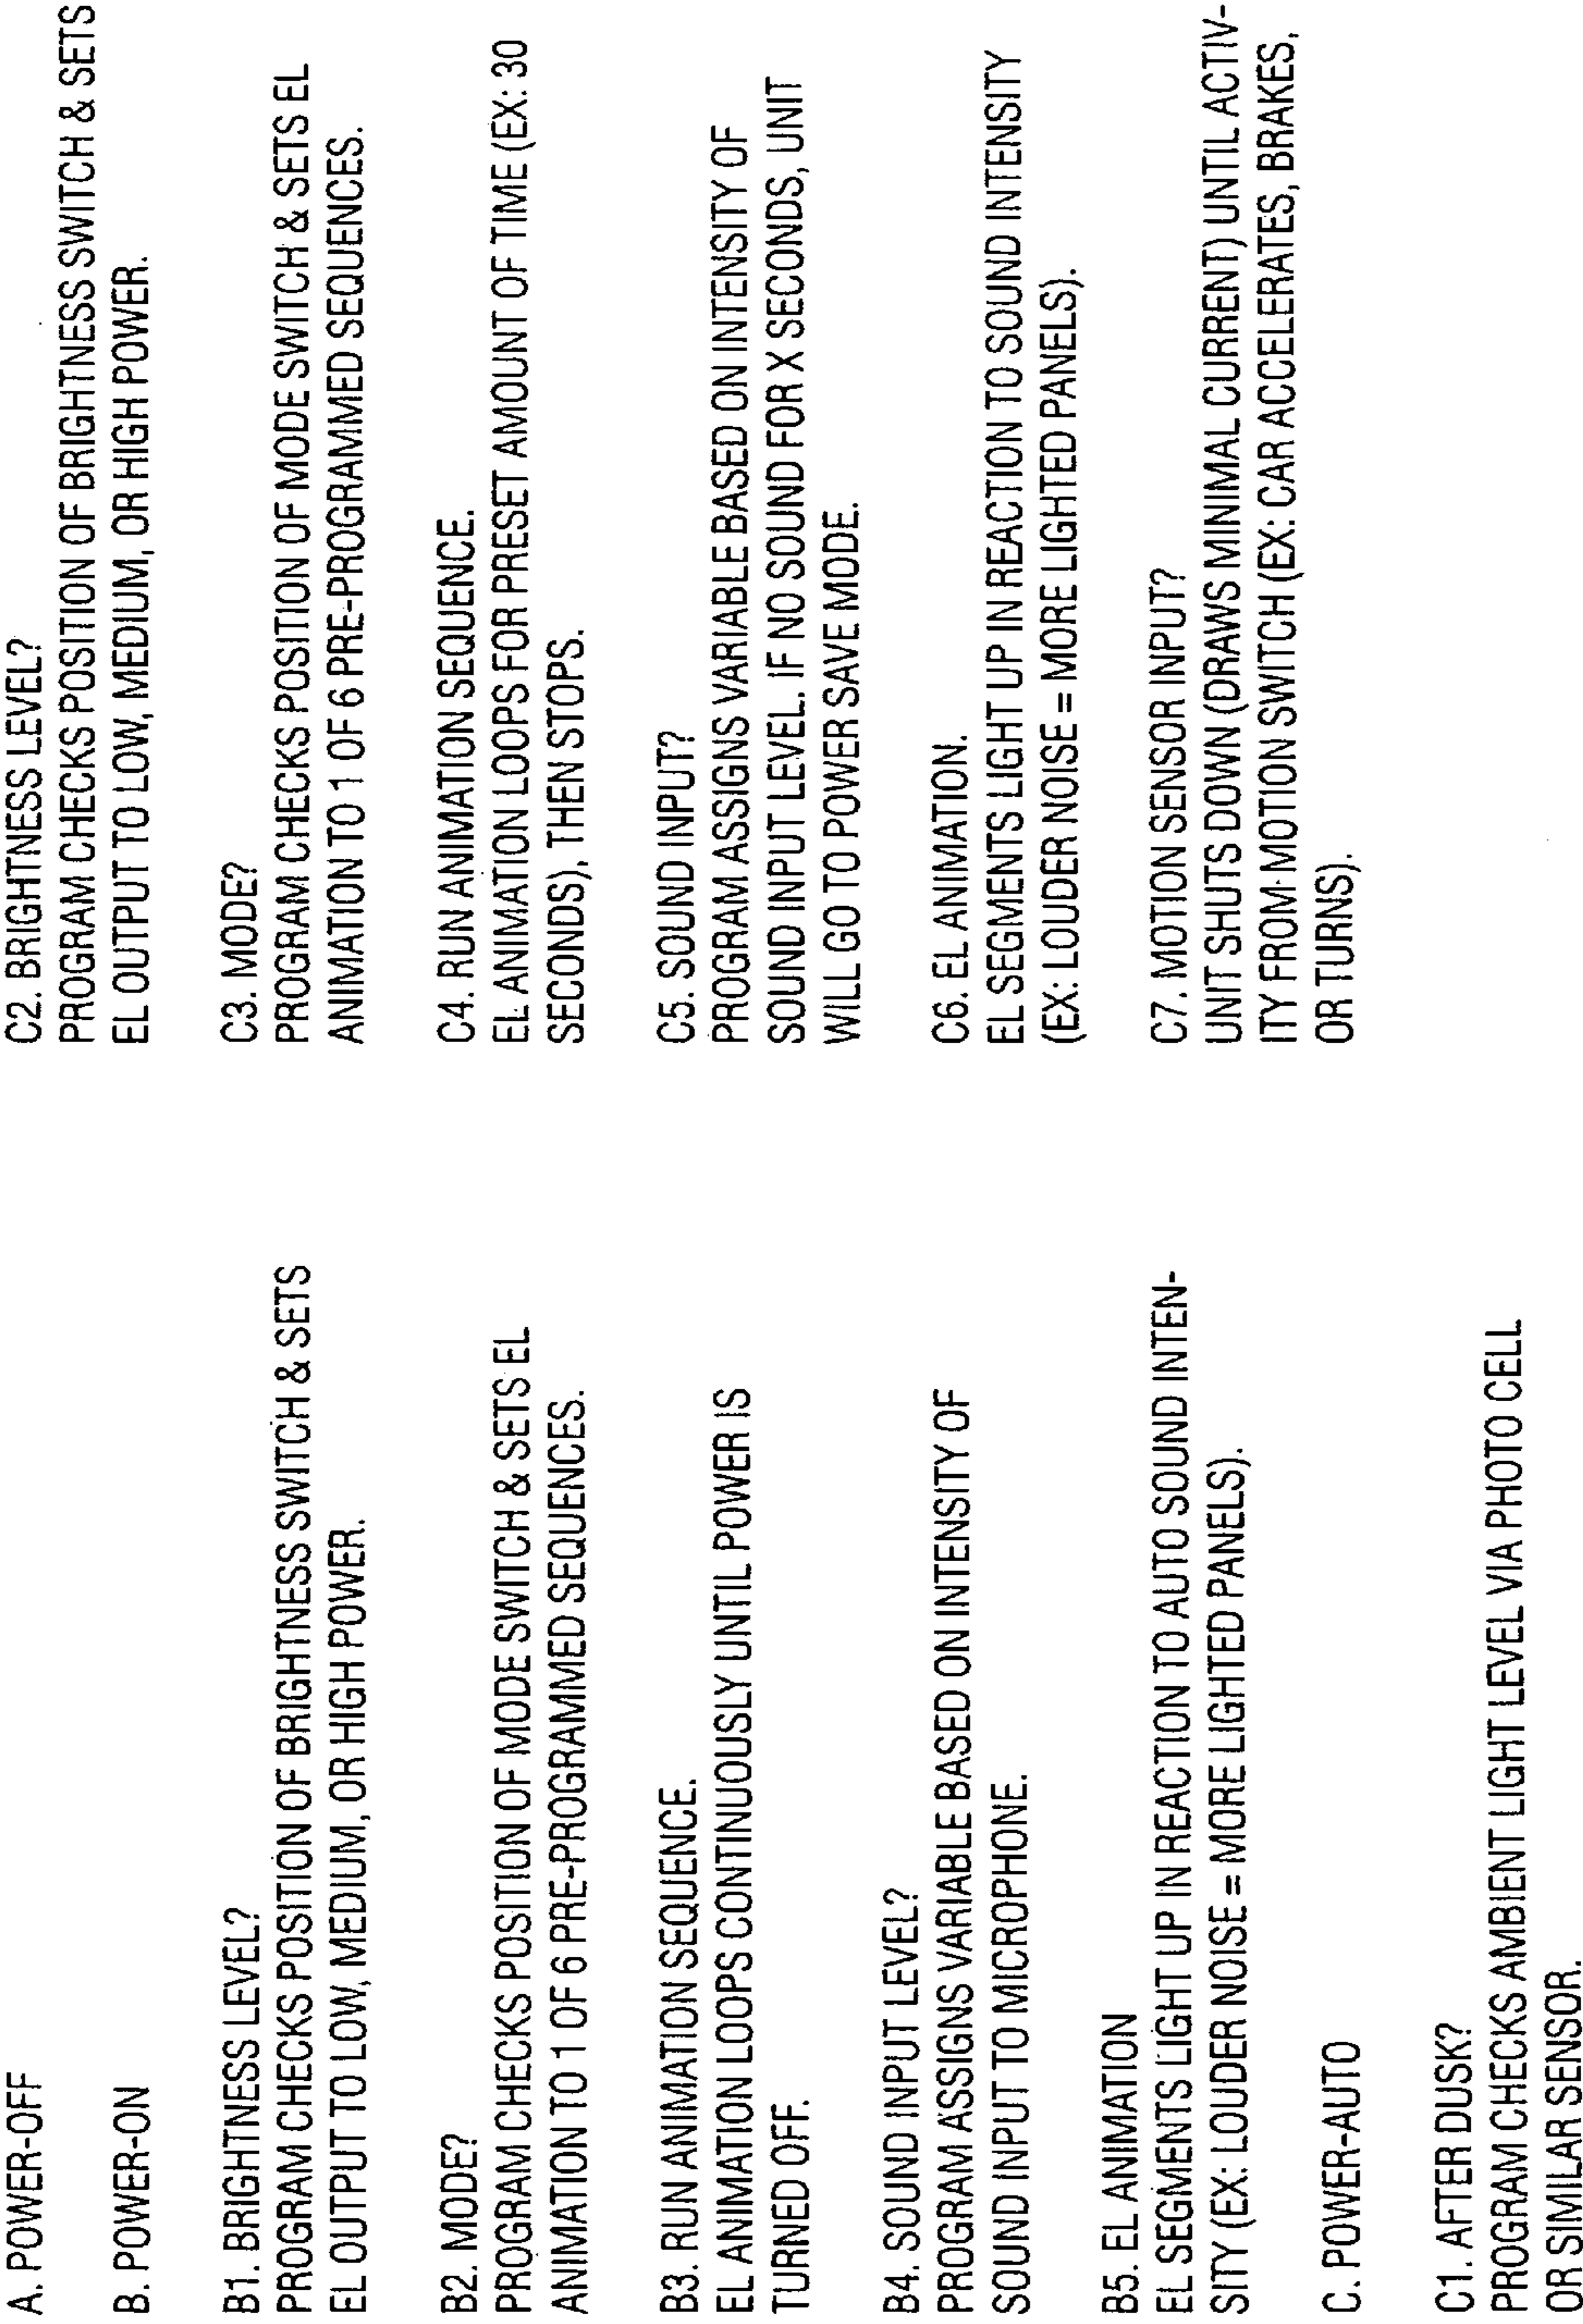 A. POWER-OFF
B. POWER-ON
B1. BRIGHTNESS LEVEL?
PROGRAM CHECKS POSITION OF BRIGHTNESS SWITCH & SETS
EL OUTPUT TO LOW, MEDIUM, OR HIGH POWER.
B2. MODE?
PROGRAM CHECKS POSITION OF MODE SWITCH & SETS EL
ANIMATION TO 1 OF 6 PRE-PROGRAMMED SEQUENCES.
B3. RUN ANIMATION SEQUENCE.
EL ANIMATION LOOPS CONTINUOUSLY UNTIL POWER IS
TURNED OFF.
B4. SOUND INPUT LEVEL?
PROGRAM ASSIGNS VARIABLE BASED ON INTENSITY OF
SOUND INPUT TO MICROPHONE.
B5. EL ANIMATION
EL SEGMENTS LIGHT UP IN REACTION TO AUTO SOUND INTEN-
SITY (EX: LOUDER NOISE = MORE LIGHTED PANELS).
C. POWER-AUTO
C1. AFTER DUSK?
PROGRAM CHECKS AMBIENT LIGHT LEVEL VIA PHOTO CELL
OR SIMILAR SENSOR.
C2. BRIGHTNESS LEVEL?
PROGRAM CHECKS POSITION OF BRIGHTNESS SWITCH & SETS
EL OUTPUT TO LOW, MEDIUM, OR HIGH POWER.
C3. MODE?
PROGRAM CHECKS POSITION OF MODE SWITCH & SETS EL
ANIMATION TO 1 OF 6 PRE-PROGRAMMED SEQUENCES.
C4. RUN ANIMATION SEQUENCE.
EL ANIMATION LOOPS FOR PRESET AMOUNT OF TIME (EX: 30
SECONDS), THEN STOPS.
C5. SOUND INPUT?
PROGRAM ASSIGNS VARIABLE BASED ON INTENSITY OF
SOUND INPUT LEVEL. IF NO SOUND FOR X SECONDS, UNIT
WILL GO TO POWER SAVE MODE.
C6. EL ANIMATION.
EL SEGMENTS LIGHT UP IN REACTION TO SOUND INTENSITY
(EX: LOUDER NOISE = MORE LIGHTED PANELS).
C7. MOTION SENSOR INPUT?
UNIT SHUTS DOWN (DRAWS MINIMAL CURRENT) UNTIL ACTIV-
ITY FROM MOTION SWITCH (EX: CAR ACCELERATES, BRAKES,
OR TURNS).